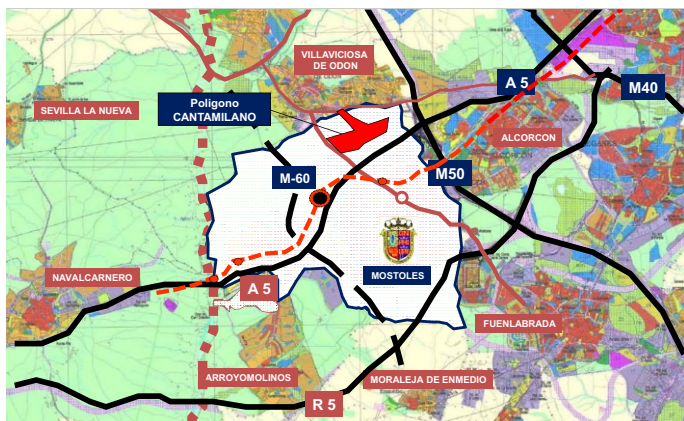 VILLAVICIOSA
DE ODON
SEVILLA LA NUEVA
Polígono
CANTAMILANO
A 5
M40
ALCORCON
M-60
M50
NAVALCARNERO
A 5
MOSTOLES
FUENLABRADA
ARROYOMOLINOS
MORALEJA DE ENMEDIO
R 5